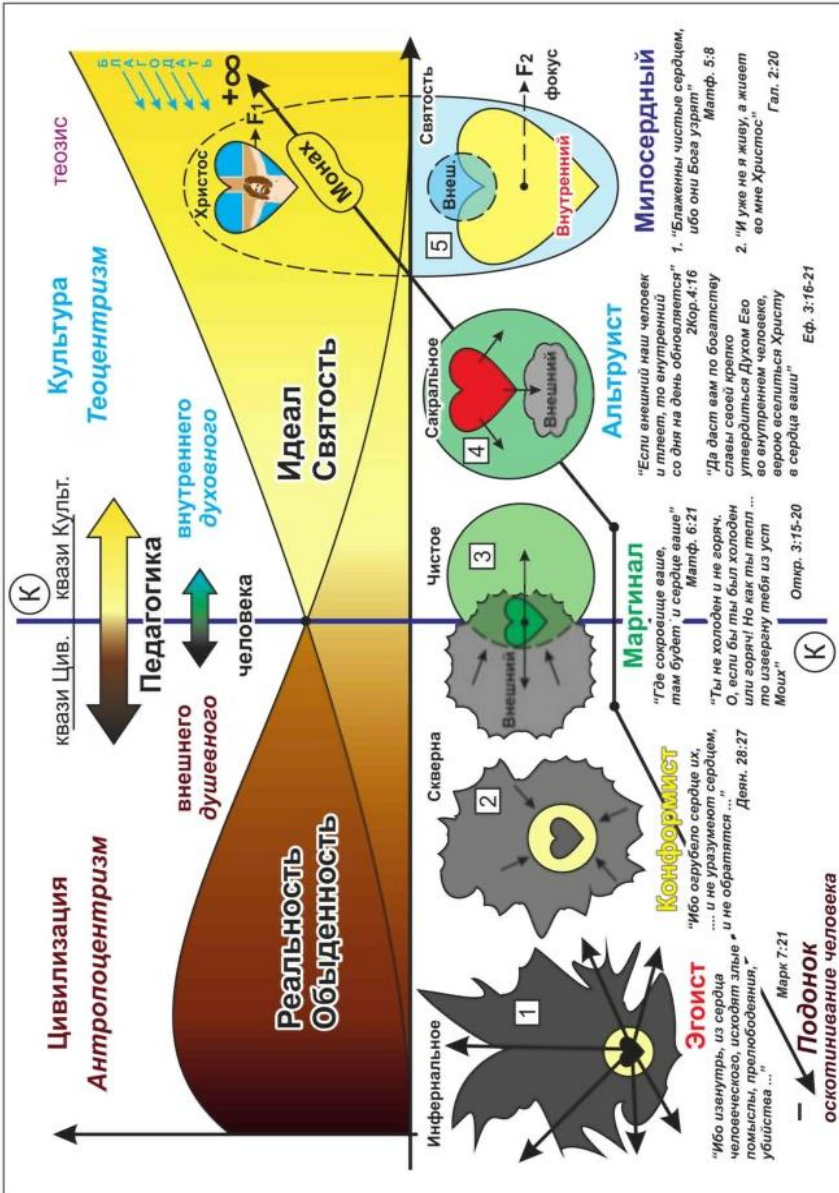 Цивилизация
Антропоцентризм
квази Цив.
К
квази Культ.
Педагогика
внешнего
душевного
внутреннего
духовного
человека
Культура
Теоцентризм
теозис
БЛАГОДАТЬ
+∞
Христос
F1
Монах
Реальность
Обыденность
Идеал
Святость
Инфернальное
Скверна
Чистое
Сакральное
Святость
1
2
3
Внешний
4
Внешний
5
Внеш.
Внутренний
F2
фокус
Эгоист
"Ибо извнутрь, из сердца
человеческого, исходят злые
помыслы, прелюбодеяния,
убийства ..."
Марк 7:21
Конформист
"Ибо огрубело сердце их,
.... и не уразумеют сердцем,
и не обратятся ..."
Деян. 28:27
Маргинал
"Где сокровище ваше,
там будет и сердце ваше"
Матф. 6:21
"Ты не холоден и не горяч.
О, если бы ты был холоден
или горяч! Но как ты тепл ...
то извергну тебя из уст
Моих"
Откр. 3:15-20
Альтруист
"Если внешний наш человек
и тлеет, то внутренний
со дня на день обновляется"
2Кор.4:16
"Да даст вам по богатству
славы своей крепко
утвердиться Духом Его
во внутреннем человеке,
верою вселиться Христу
в сердца ваши"
Еф. 3:16-21
Милосердный
1. "Блаженны чистые сердцем,
ибо они Бога узрят"
Матф. 5:8
2. "И уже не я живу, а живет
во мне Христос"
Гал. 2:20
–
Подонок
оскотинивание человека
К